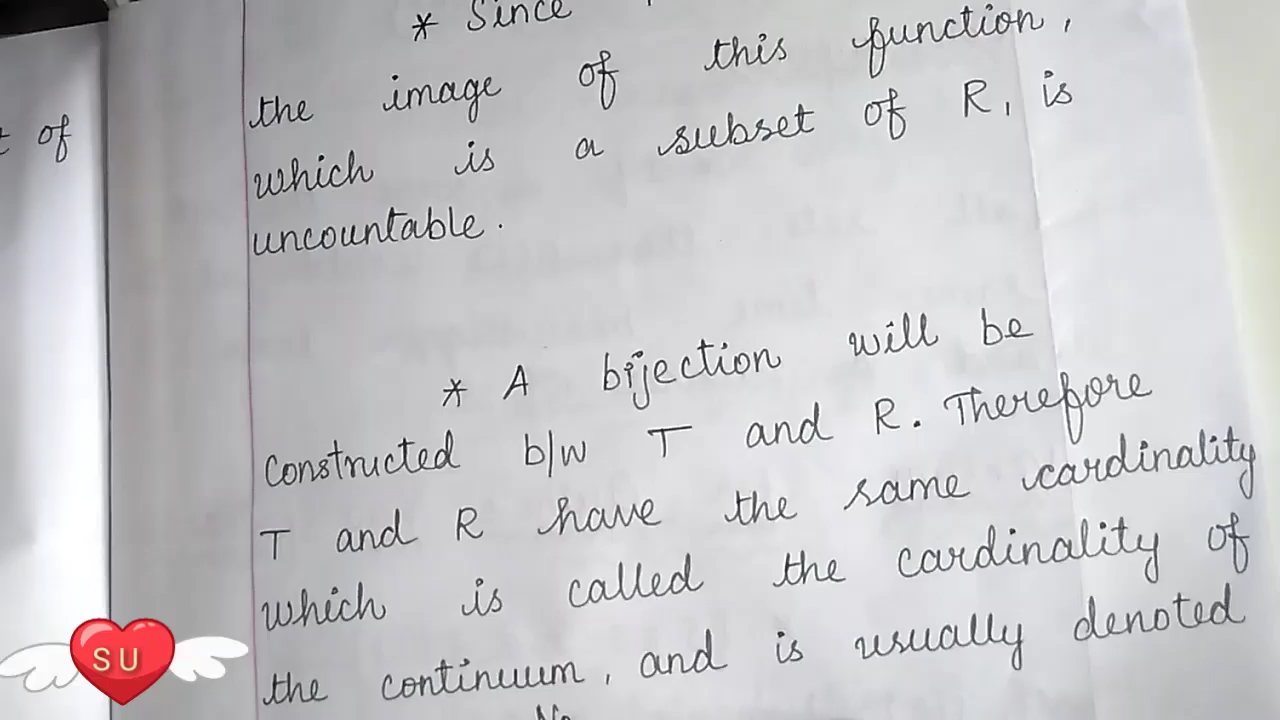 t of
* Since
the image of this function,
which is a subset of R, is
uncountable.
* A bijection will be
constructed b/w T and R. Therefore
T and R have the same cardinality
which is called the cardinality of
the continuum, and is usually denoted
SU